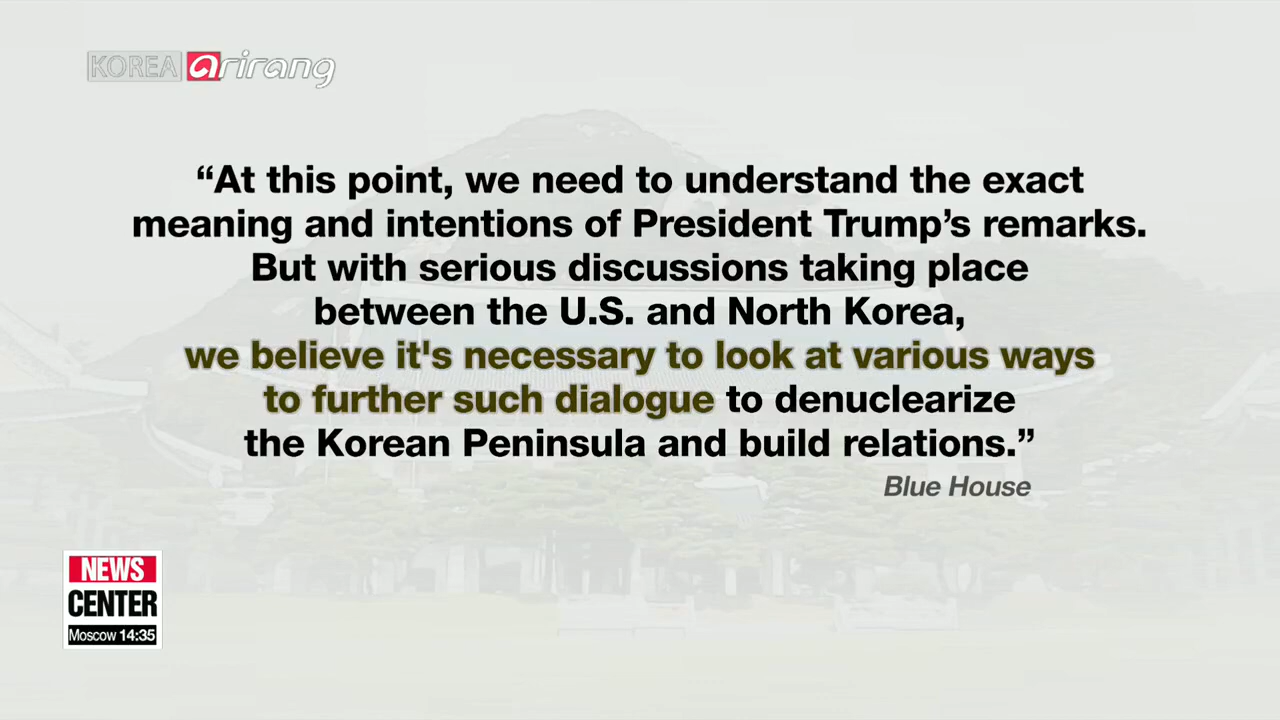 KOREA arirang
“At this point, we need to understand the exact
meaning and intentions of President Trump’s remarks.
But with serious discussions taking place
between the U.S. and North Korea,
we believe it's necessary to look at various ways
to further such dialogue to denuclearize
the Korean Peninsula and build relations.”
Blue House
NEWS
CENTER
Moscow 14:35